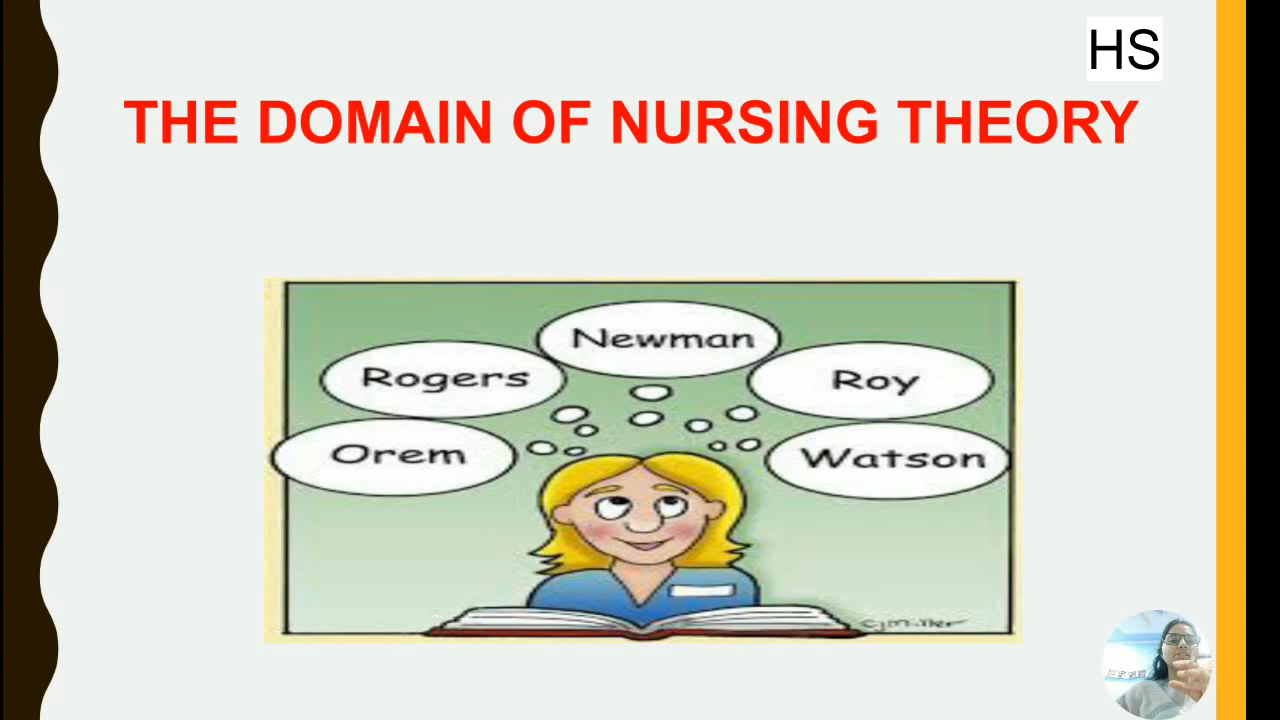 HS
THE DOMAIN OF NURSING THEORY
Newman
Rogers
Roy
Orem
Watson